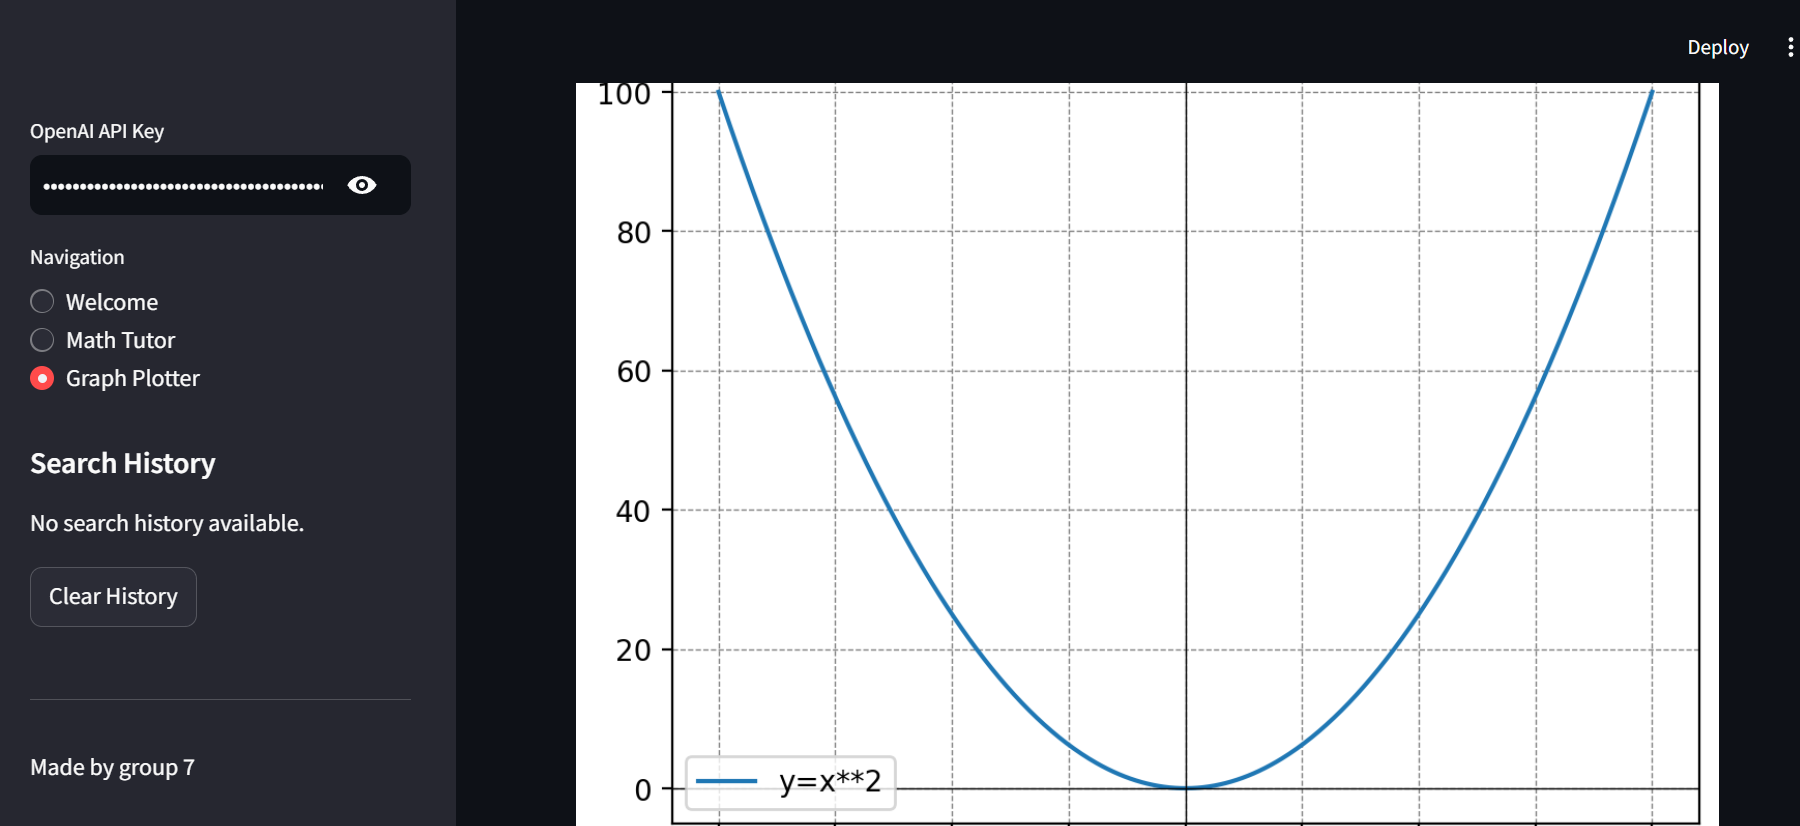 Deploy
OpenAI API Key
••••••••••••••••••••••••••••••••••••••••
Navigation
Welcome
Math Tutor
Graph Plotter
Search History
No search history available.
Clear History
Made by group 7
100
80
60
40
20
0
y=x**2